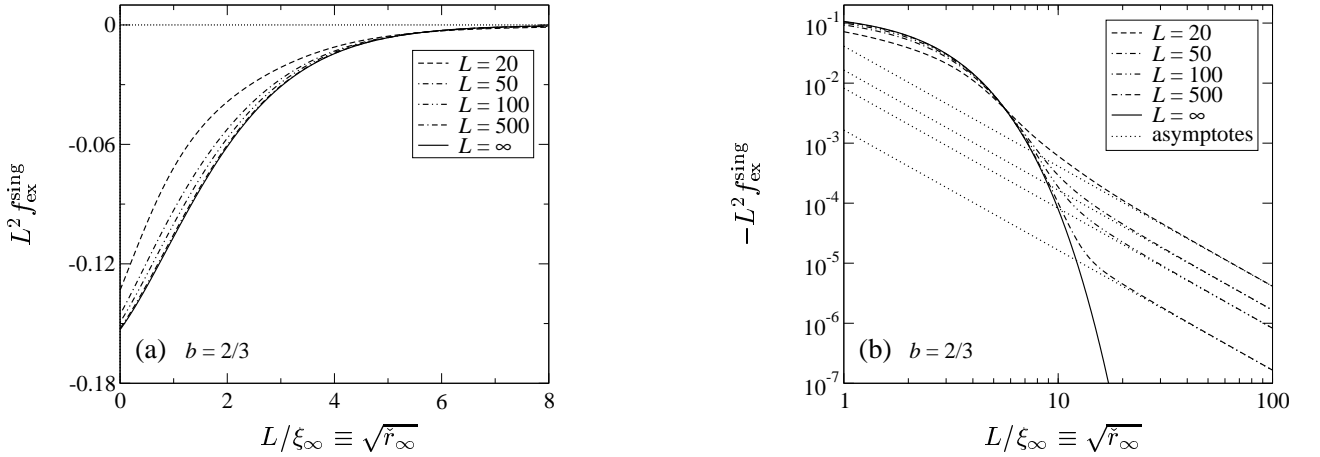 0
-0.06
-0.12
-0.18
0 2 4 6 8
L² f_ex^sing
L/ξ_∞ ≡ √ř_∞
L = 20
L = 50
L = 100
L = 500
L = ∞
(a) b = 2/3
10⁻¹
10⁻²
10⁻³
10⁻⁴
10⁻⁵
10⁻⁶
10⁻⁷
1 10 100
−L² f_ex^sing
L/ξ_∞ ≡ √ř_∞
L = 20
L = 50
L = 100
L = 500
L = ∞
asymptotes
(b) b = 2/3